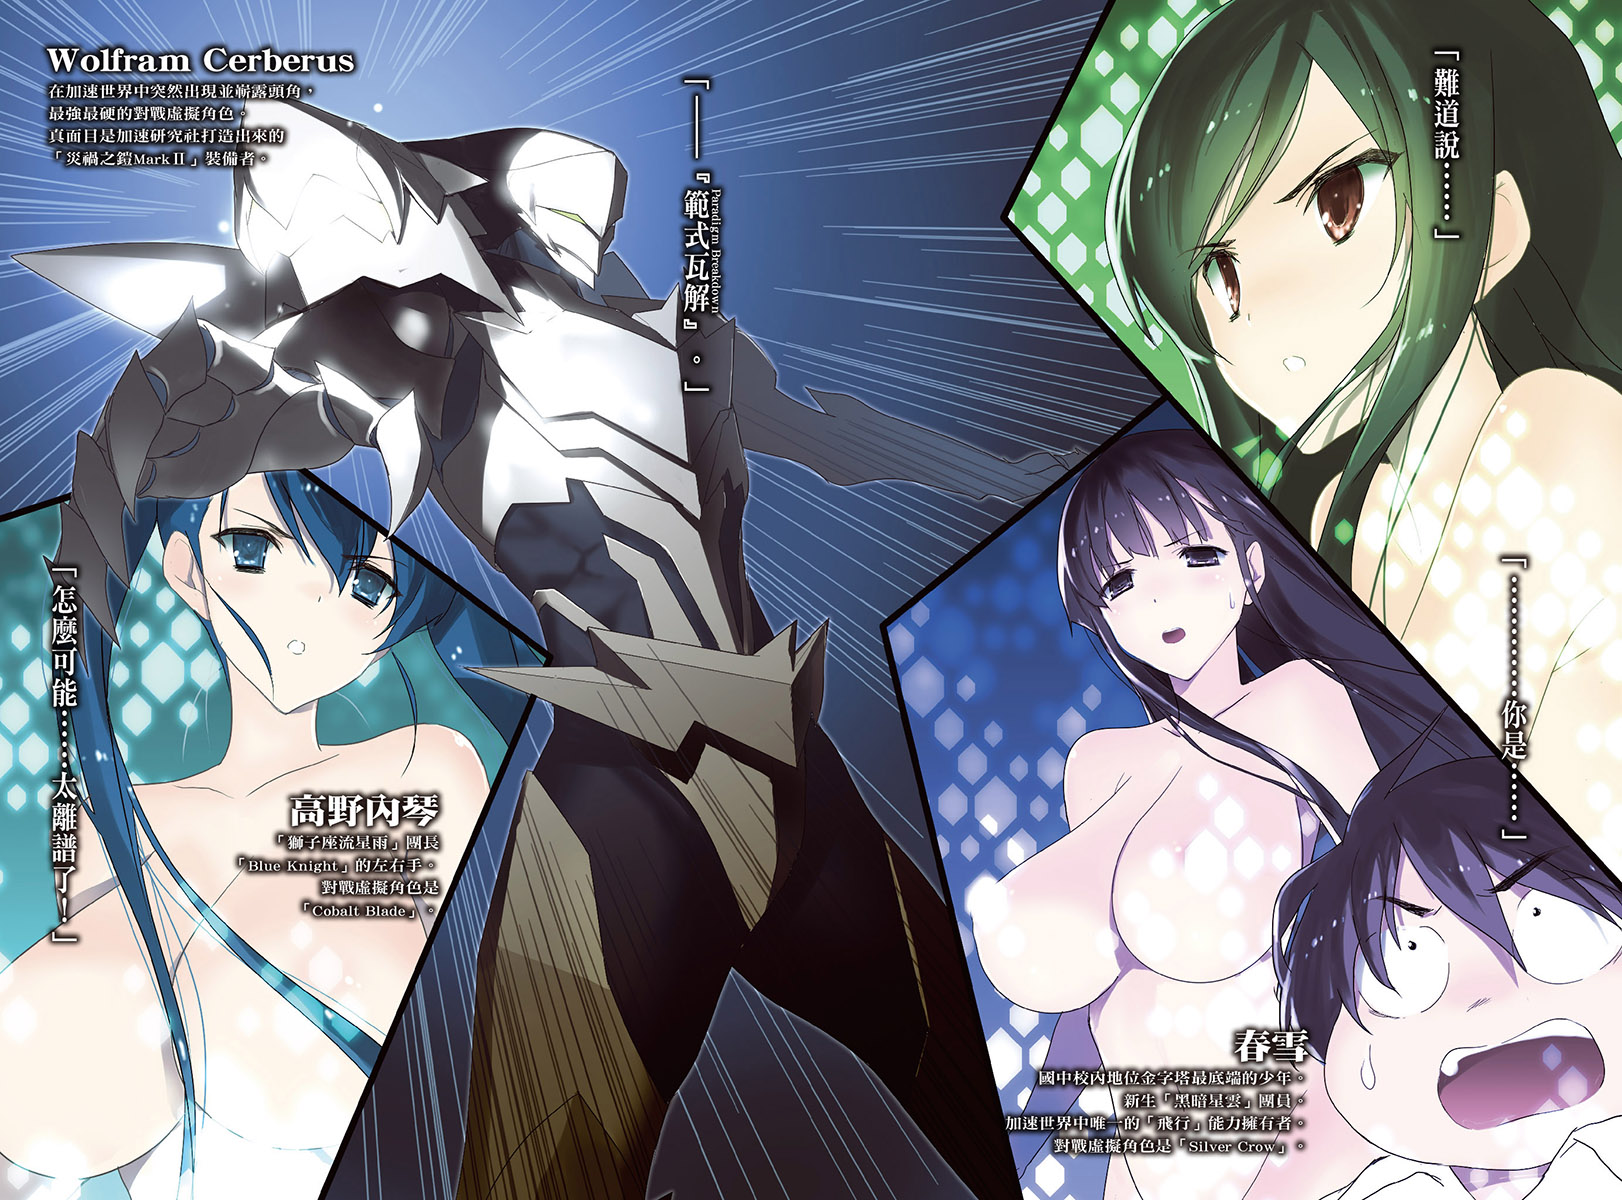 Wolfram Cerberus
在加速世界中突然出現並嶄露頭角，
最強最硬的對戰虛擬角色。
真面目是加速研究社打造出來的
「災禍之鎧MarkⅡ」裝備者。
「——『範式瓦解』。」
Paradigm Breakdown
「難道說……」
「…………你是……」
「怎麼可能……太離譜了！」
高野內琴
「獅子座流星雨」團長
「Blue Knight」的左右手。
對戰虛擬角色是
「Cobalt Blade」。
春雪
國中校內地位金字塔最底端的少年。
新生「黑暗星雲」團員。
加速世界中唯一的「飛行」能力擁有者。
對戰虛擬角色是「Silver Crow」。